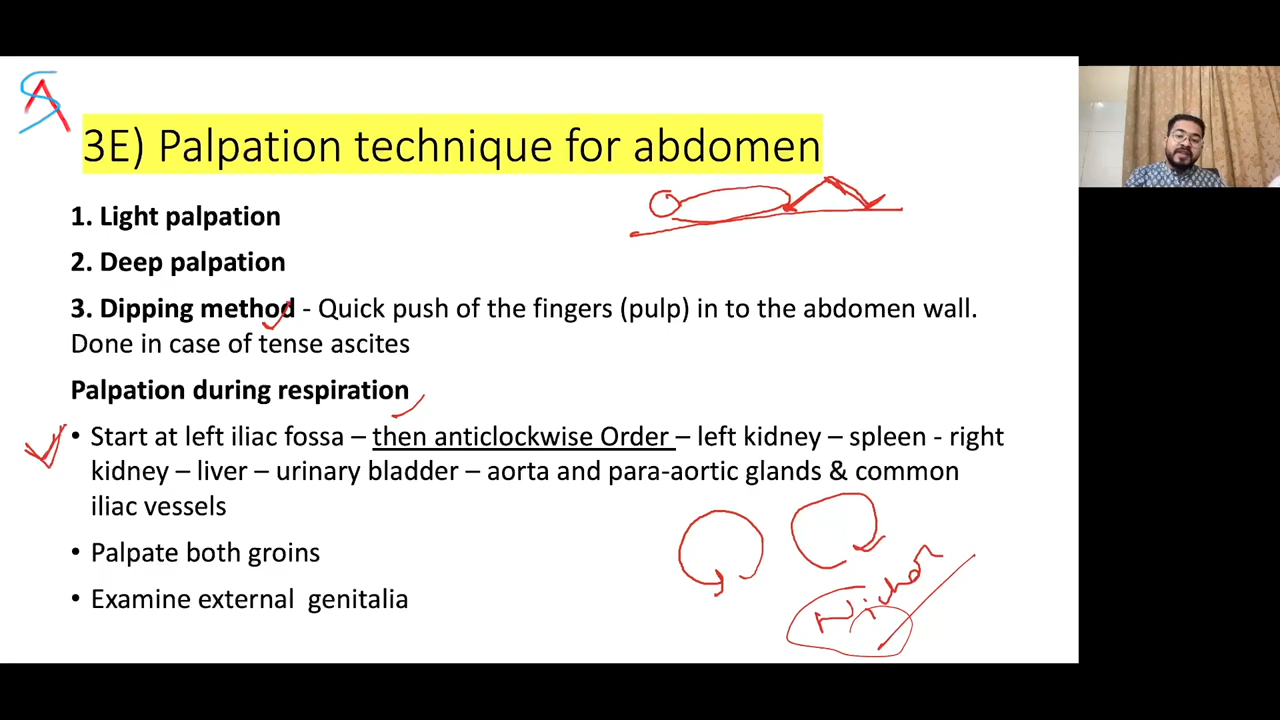 SA
3E) Palpation technique for abdomen
1. Light palpation
2. Deep palpation
3. Dipping method - Quick push of the fingers (pulp) in to the abdomen wall.
Done in case of tense ascites
Palpation during respiration
• Start at left iliac fossa – then anticlockwise Order – left kidney – spleen - right
kidney – liver – urinary bladder – aorta and para-aortic glands & common
iliac vessels
• Palpate both groins
• Examine external  genitalia